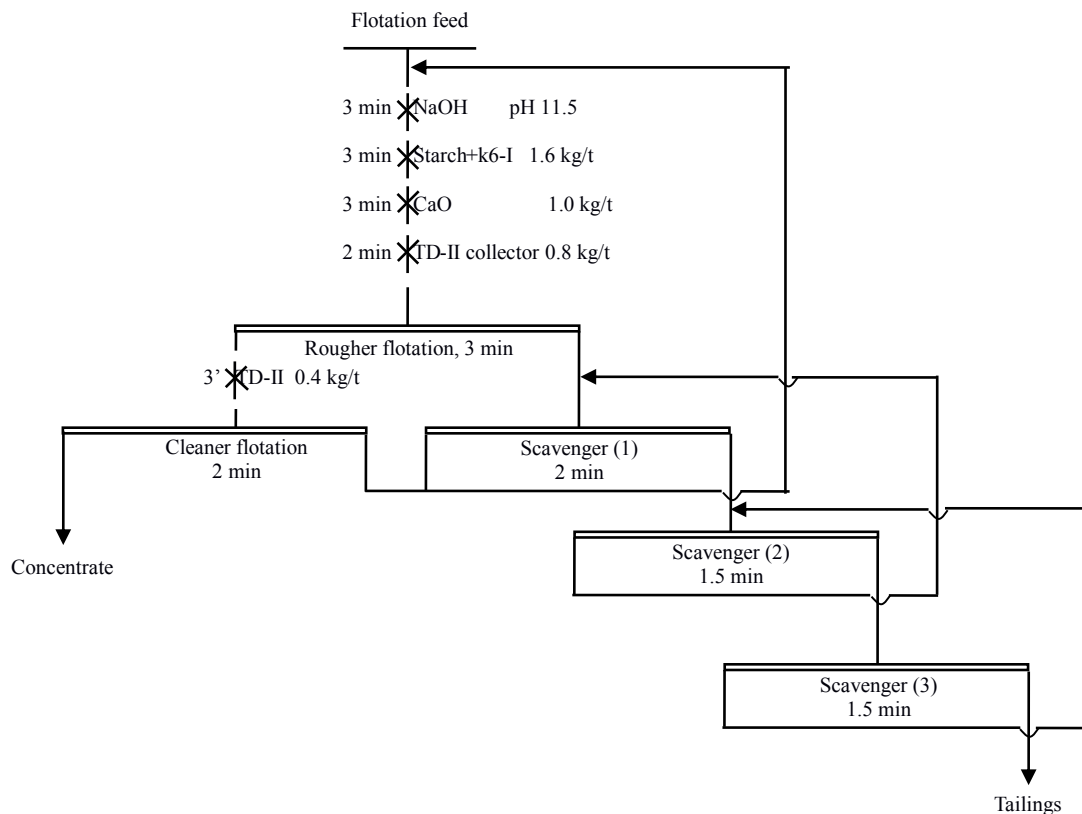 Flotation feed
3 min NaOH pH 11.5
3 min Starch+k6-I 1.6 kg/t
3 min CaO 1.0 kg/t
2 min TD-II collector 0.8 kg/t
Rougher flotation, 3 min
3’ TD-II 0.4 kg/t
Cleaner flotation
2 min
Scavenger (1)
2 min
Concentrate
Scavenger (2)
1.5 min
Scavenger (3)
1.5 min
Tailings